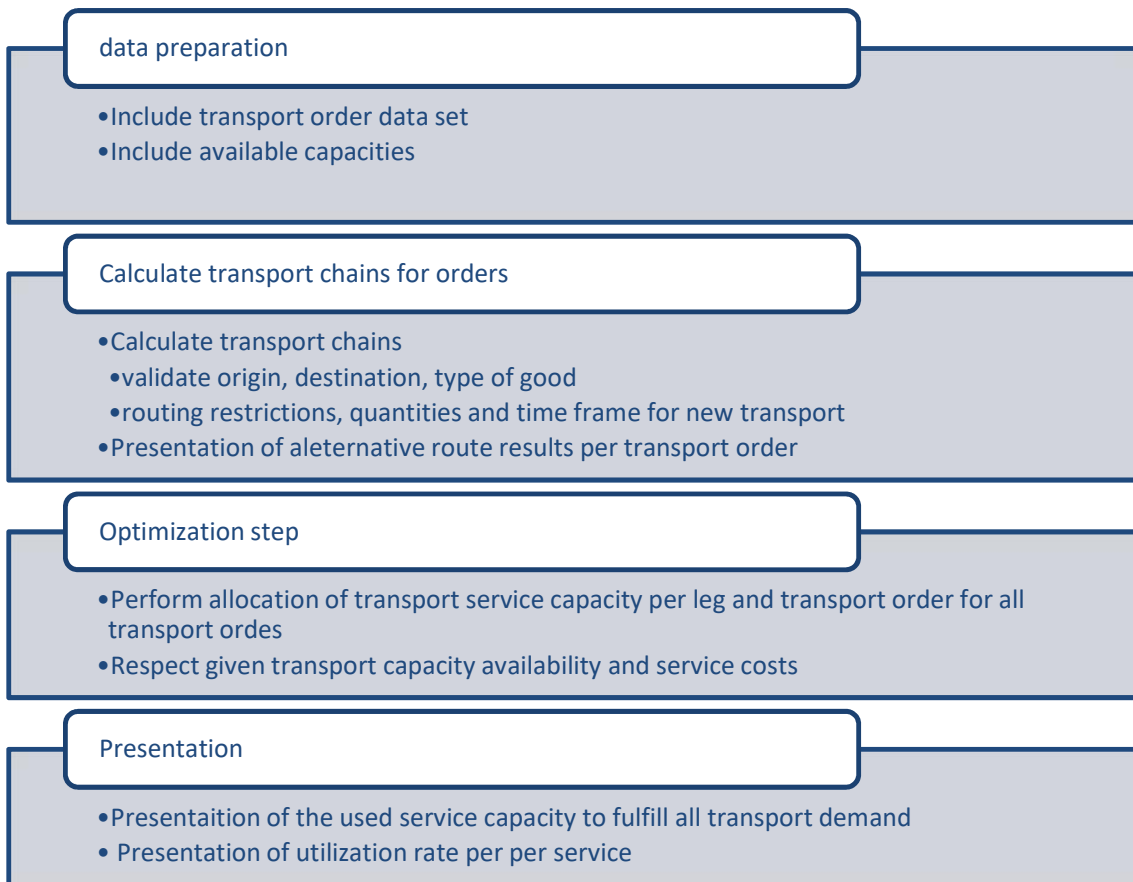 data preparation
•Include transport order data set
•Include available capacities
Calculate transport chains for orders
•Calculate transport chains
•validate origin, destination, type of good
•routing restrictions, quantities and time frame for new transport
•Presentation of aleternative route results per transport order
Optimization step
•Perform allocation of transport service capacity per leg and transport order for all
transport ordes
•Respect given transport capacity availability and service costs
Presentation
•Presentaition of the used service capacity to fulfill all transport demand
• Presentation of utilization rate per per service